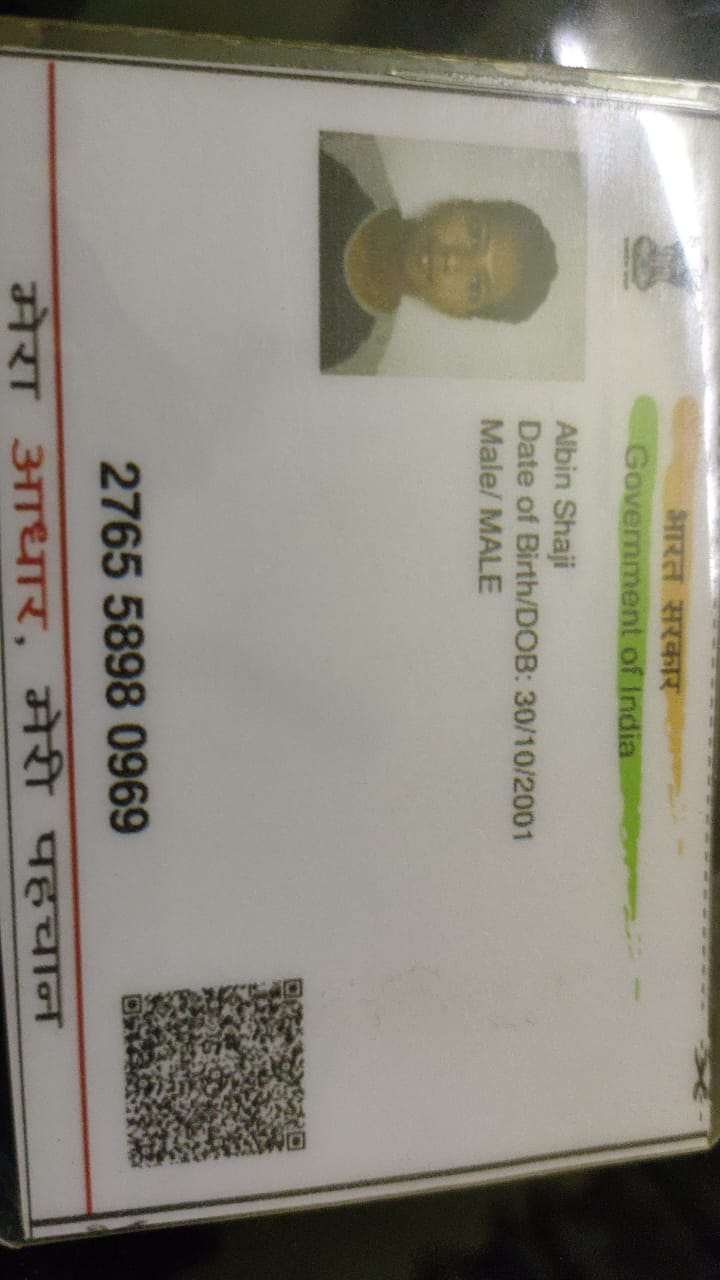 भारत सरकार
Government of India
Albin Shaji
Date of Birth/DOB: 30/10/2001
Male/ MALE
2765 5898 0969
मेरा आधार, मेरी पहचान